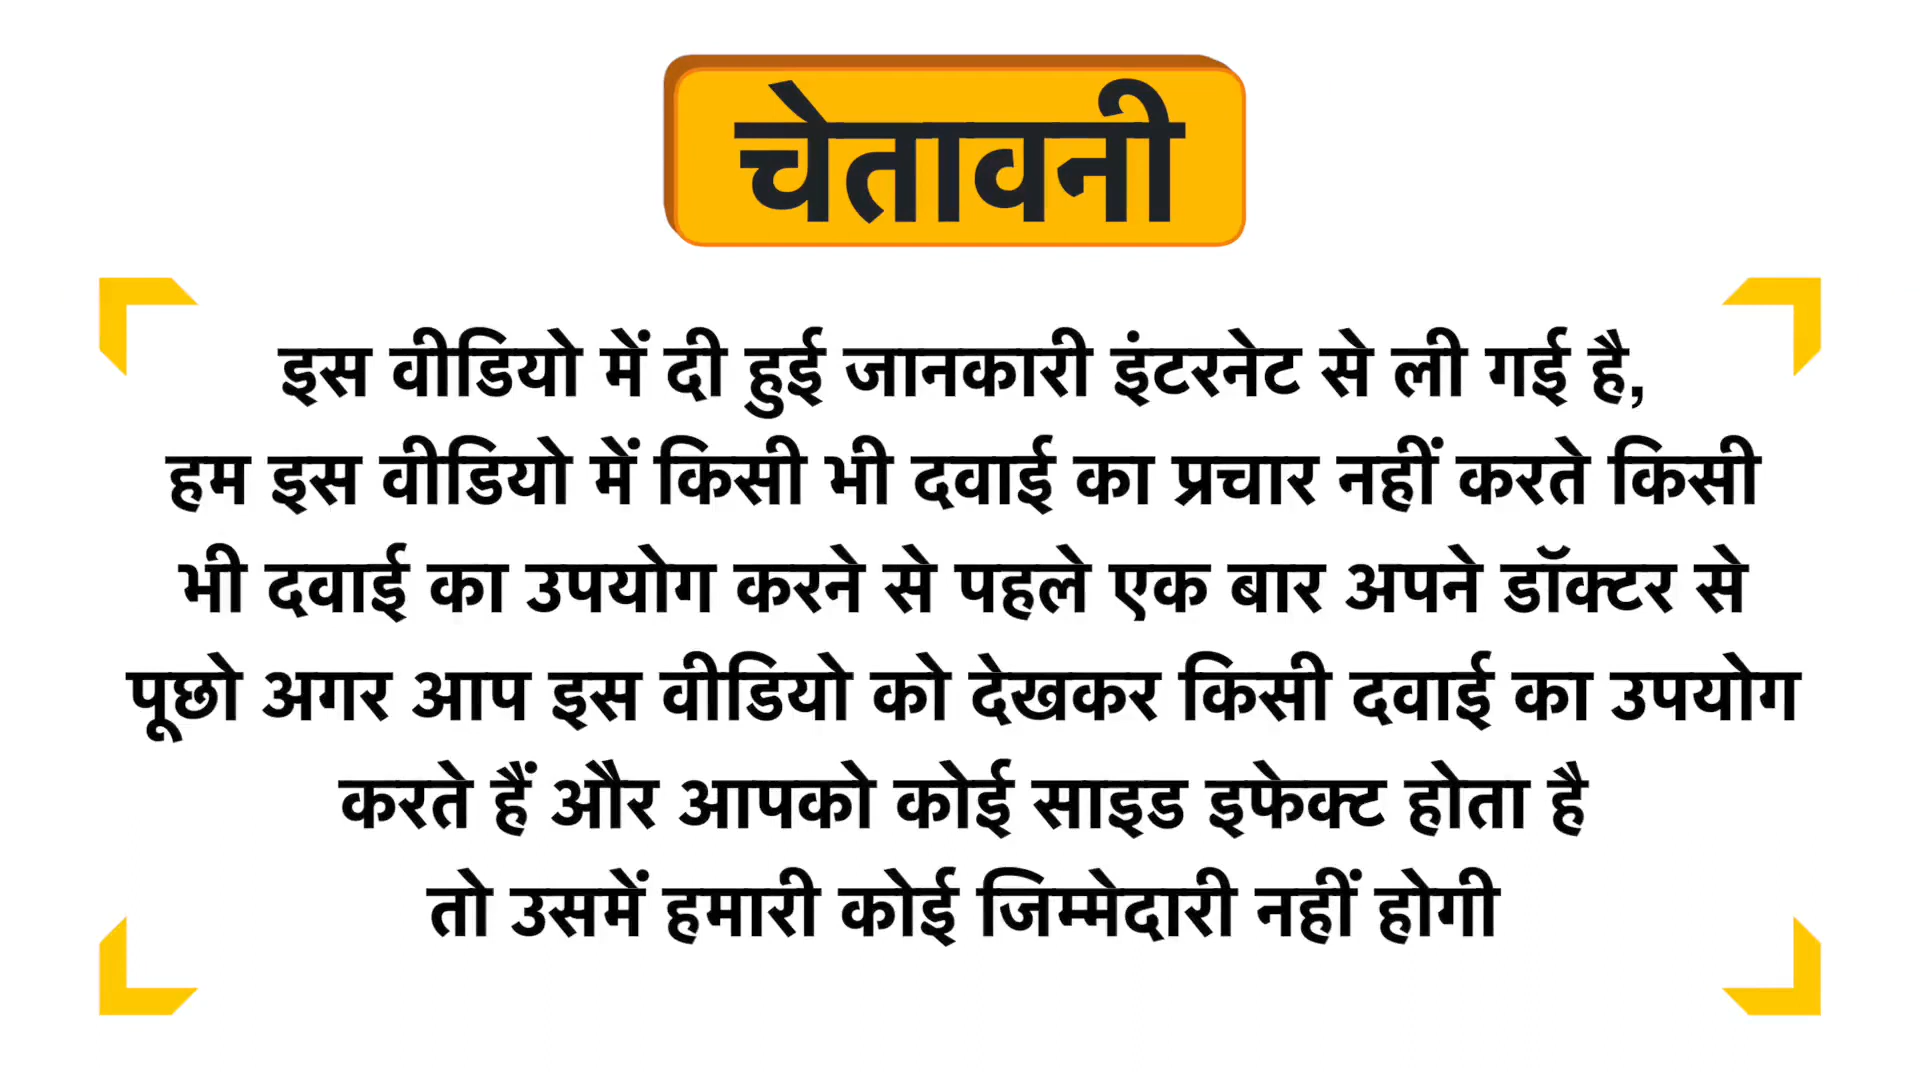 चेतावनी
इस वीडियो में दी हुई जानकारी इंटरनेट से ली गई है,
हम इस वीडियो में किसी भी दवाई का प्रचार नहीं करते किसी
भी दवाई का उपयोग करने से पहले एक बार अपने डॉक्टर से
पूछो अगर आप इस वीडियो को देखकर किसी दवाई का उपयोग
करते हैं और आपको कोई साइड इफेक्ट होता है
तो उसमें हमारी कोई जिम्मेदारी नहीं होगी